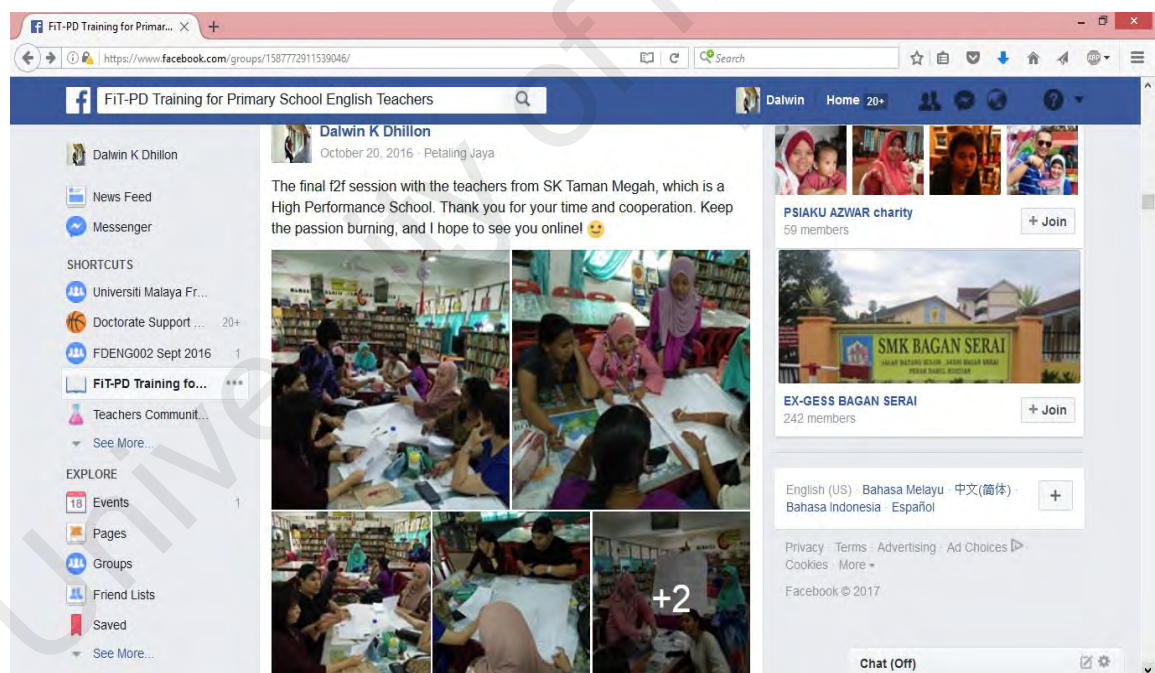 FiT-PD Training for Primar...
https://www.facebook.com/groups/1587772911539046/
Search
FiT-PD Training for Primary School English Teachers
Dalwin
Home 20+
Dalwin K Dhillon
News Feed
Messenger
SHORTCUTS
Universiti Malaya Fr...
Doctorate Support ... 20+
FDENG002 Sept 2016 1
FiT-PD Training fo...
Teachers Communit...
See More...
EXPLORE
18 Events 1
Pages
Groups
Friend Lists
Saved
See More...
Dalwin K Dhillon
October 20, 2016 · Petaling Jaya
The final f2f session with the teachers from SK Taman Megah, which is a
High Performance School. Thank you for your time and cooperation. Keep
the passion burning, and I hope to see you online!
+2
PSIAKU AZWAR charity
59 members
+ Join
SMK BAGAN SERAI
EX-GESS BAGAN SERAI
242 members
+ Join
English (US) · Bahasa Melayu · 中文(简体) ·
Bahasa Indonesia · Español
Privacy · Terms · Advertising · Ad Choices
Cookies · More
Facebook © 2017
Chat (Off)
University of